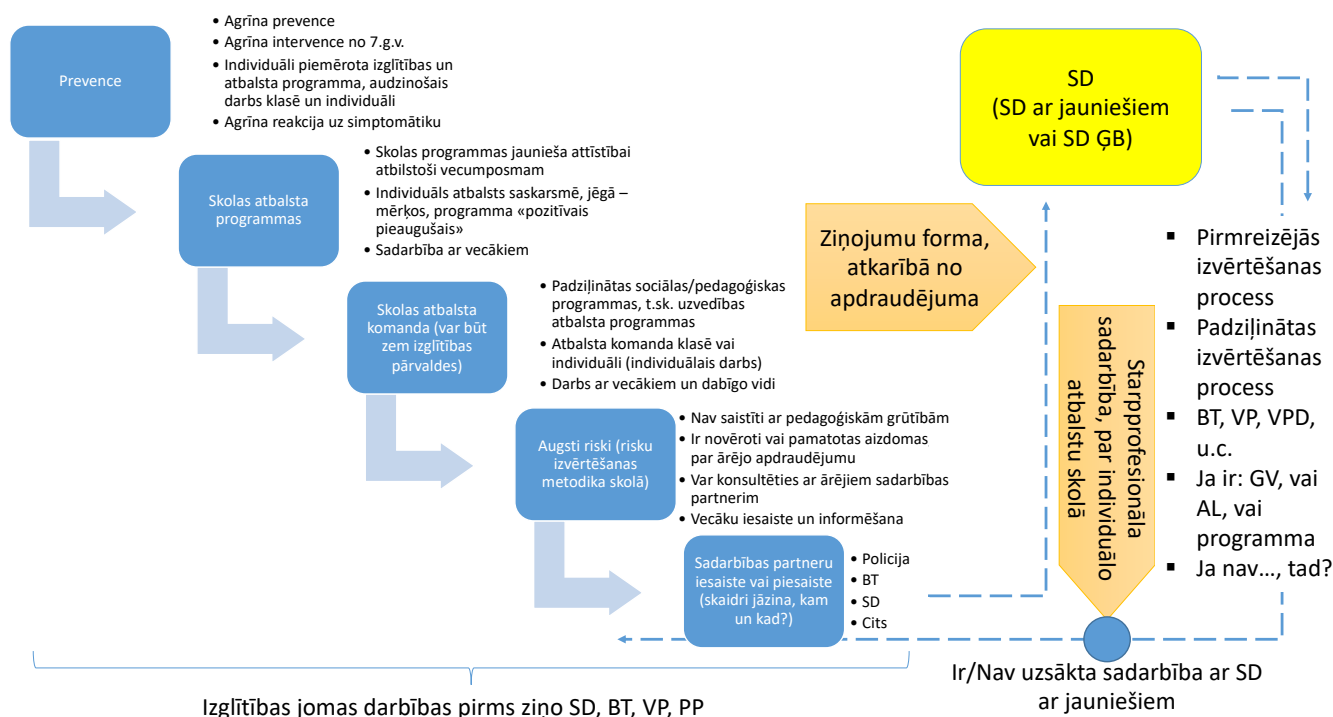 Prevence
• Agrīna prevence
• Agrīna intervence no 7.g.v.
• Individuāli piemērota izglītības un
atbalsta programma, audzinošais
darbs klasē un individuāli
• Agrīna reakcija uz simptomātiku
Skolas atbalsta
programmas
• Skolas programmas jaunieša attīstībai
atbilstoši vecumposmam
• Individuāls atbalsts saskarsmē, jēgā –
mērķos, programma «pozitīvais
pieaugušais»
• Sadarbība ar vecākiem
Skolas atbalsta
komanda (var būt
zem izglītības
pārvaldes)
• Padziļinātas sociālas/pedagoģiskas
programmas, t.sk. uzvedības
atbalsta programmas
• Atbalsta komanda klasē vai
individuāli (individuālais darbs)
• Darbs ar vecākiem un dabīgo vidi
Augsti riski (risku
izvērtēšanas
metodika skolā)
• Nav saistīti ar pedagoģiskām grūtībām
• Ir novēroti vai pamatotas aizdomas
par ārējo apdraudējumu
• Var konsultēties ar ārējiem sadarbības
partnerim
• Vecāku iesaiste un informēšana
Sadarbības partneru
iesaiste vai piesaiste
(skaidri jāzina, kam
un kad?)
• Policija
• BT
• SD
• Cits
Izglītības jomas darbības pirms ziņo SD, BT, VP, PP
SD
(SD ar jauniešiem
vai SD ĢB)
Ziņojumu forma,
atkarībā no
apdraudējuma
Starpprofesionāla
sadarbība, par individuālo
atbalstu skolā
▪ Pirmreizējās
izvērtēšanas
process
▪ Padziļinātas
izvērtēšanas
process
▪ BT, VP, VPD,
u.c.
▪ Ja ir: GV, vai
AL, vai
programma
▪ Ja nav…, tad?
Ir/Nav uzsākta sadarbība ar SD
ar jauniešiem